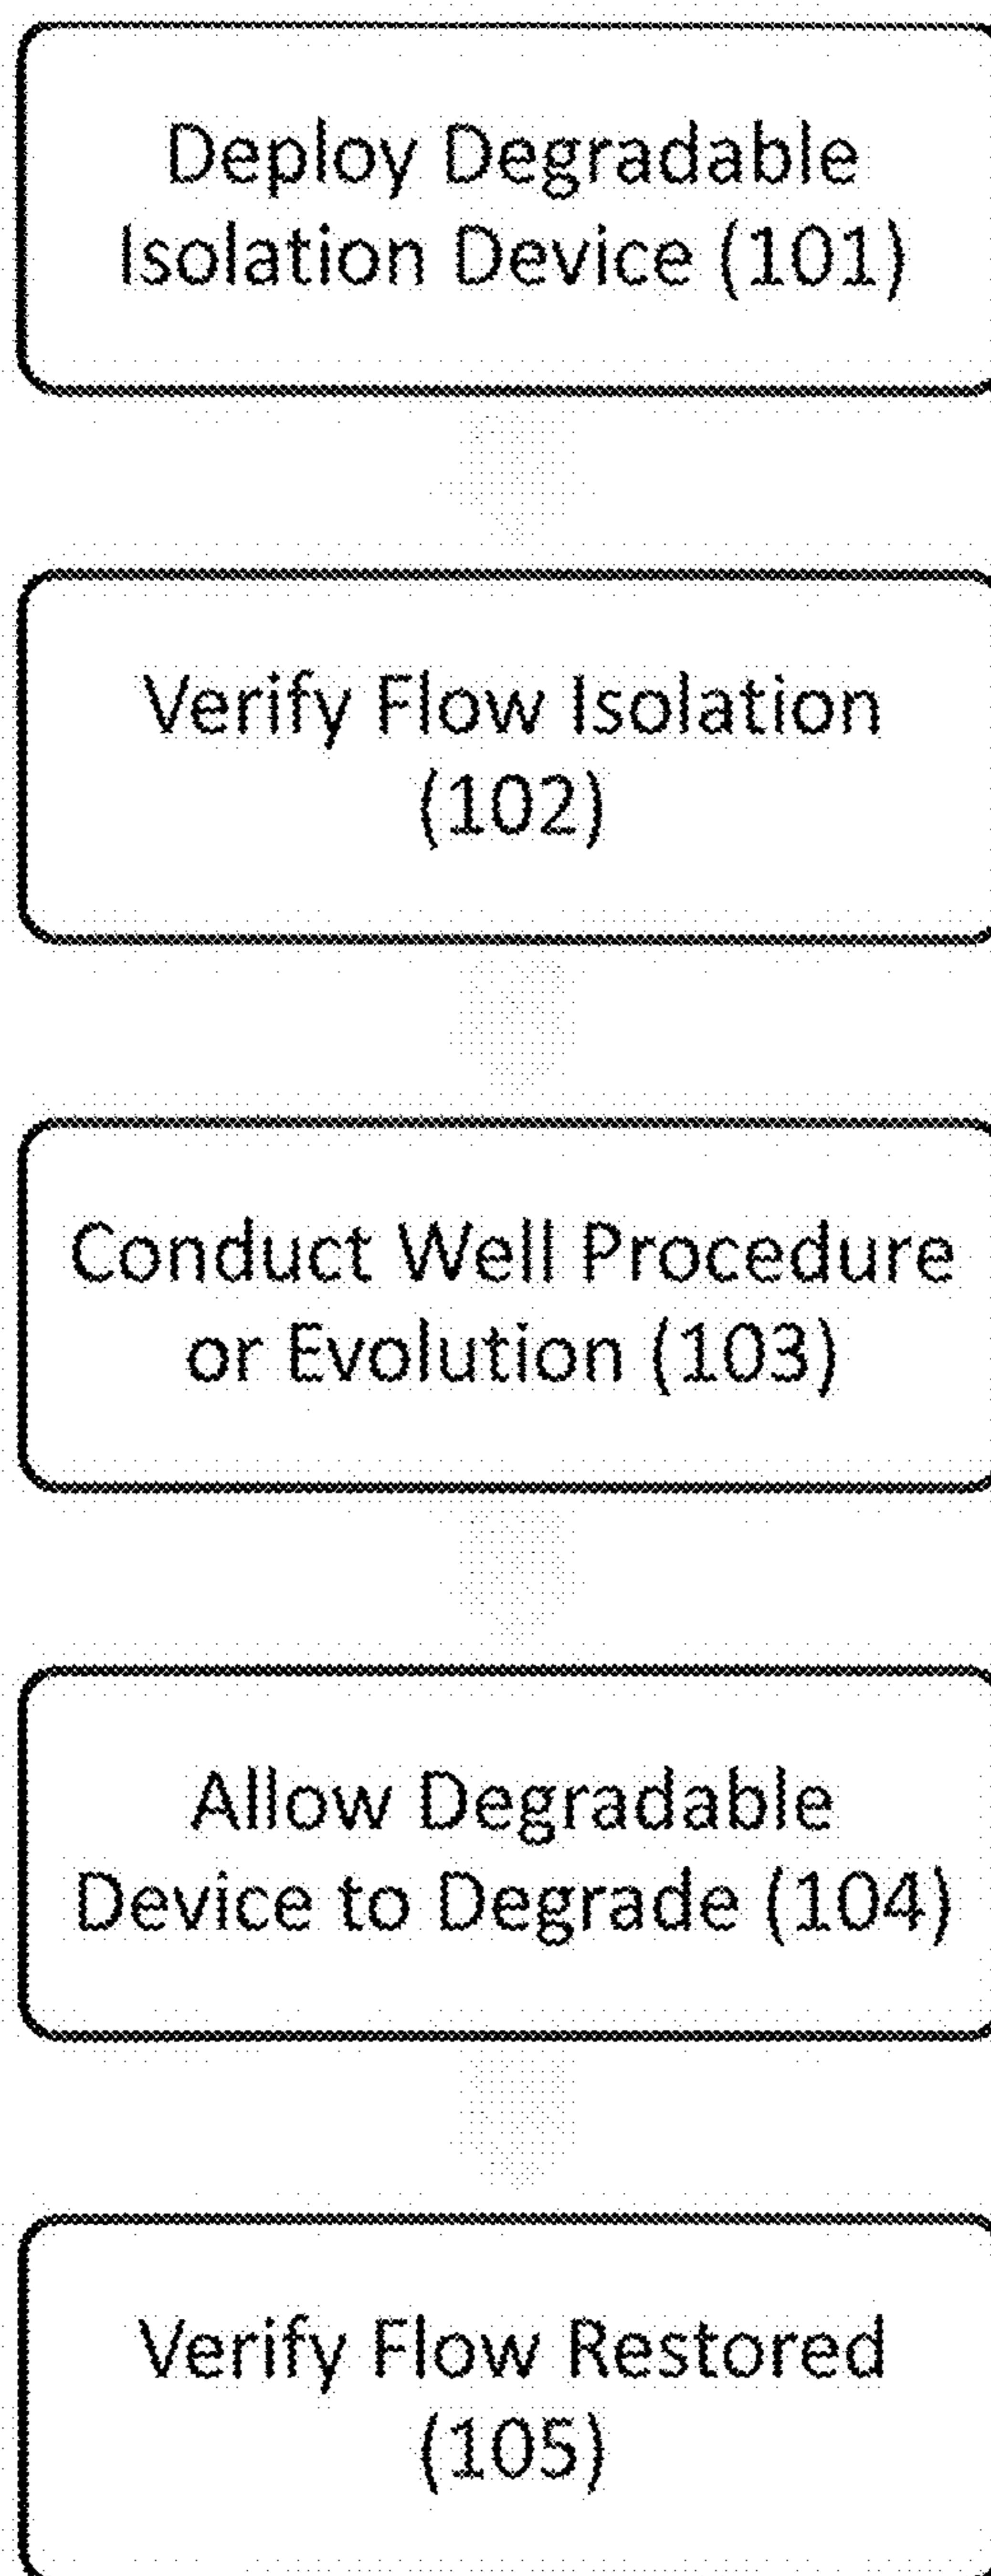 Deploy Degradable
Isolation Device (101)
Verify Flow Isolation
(102)
Conduct Well Procedure
or Evolution (103)
Allow Degradable
Device to Degrade (104)
Verify Flow Restored
(105)